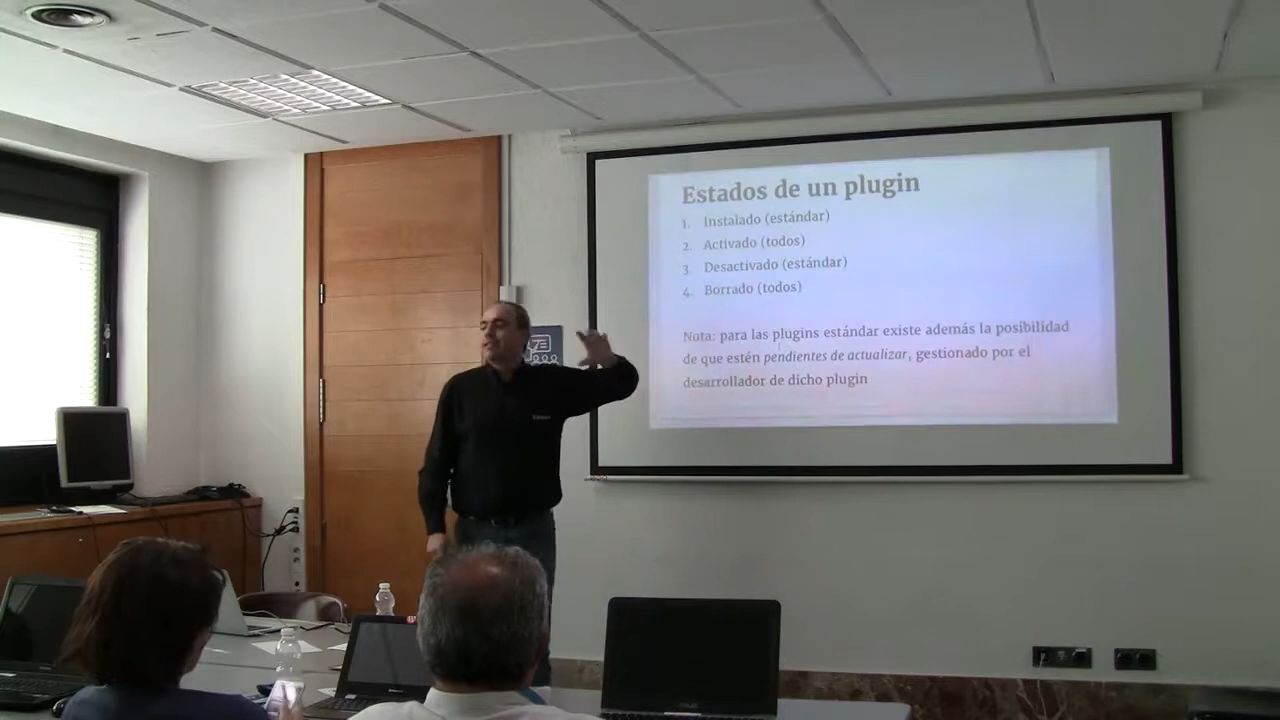 Estados de un plugin
1. Instalado (estándar)
2. Activado (todos)
3. Desactivado (estándar)
4. Borrado (todos)
Nota: para las plugins estándar existe además la posibilidad
de que estén pendientes de actualizar, gestionado por el
desarrollador de dicho plugin